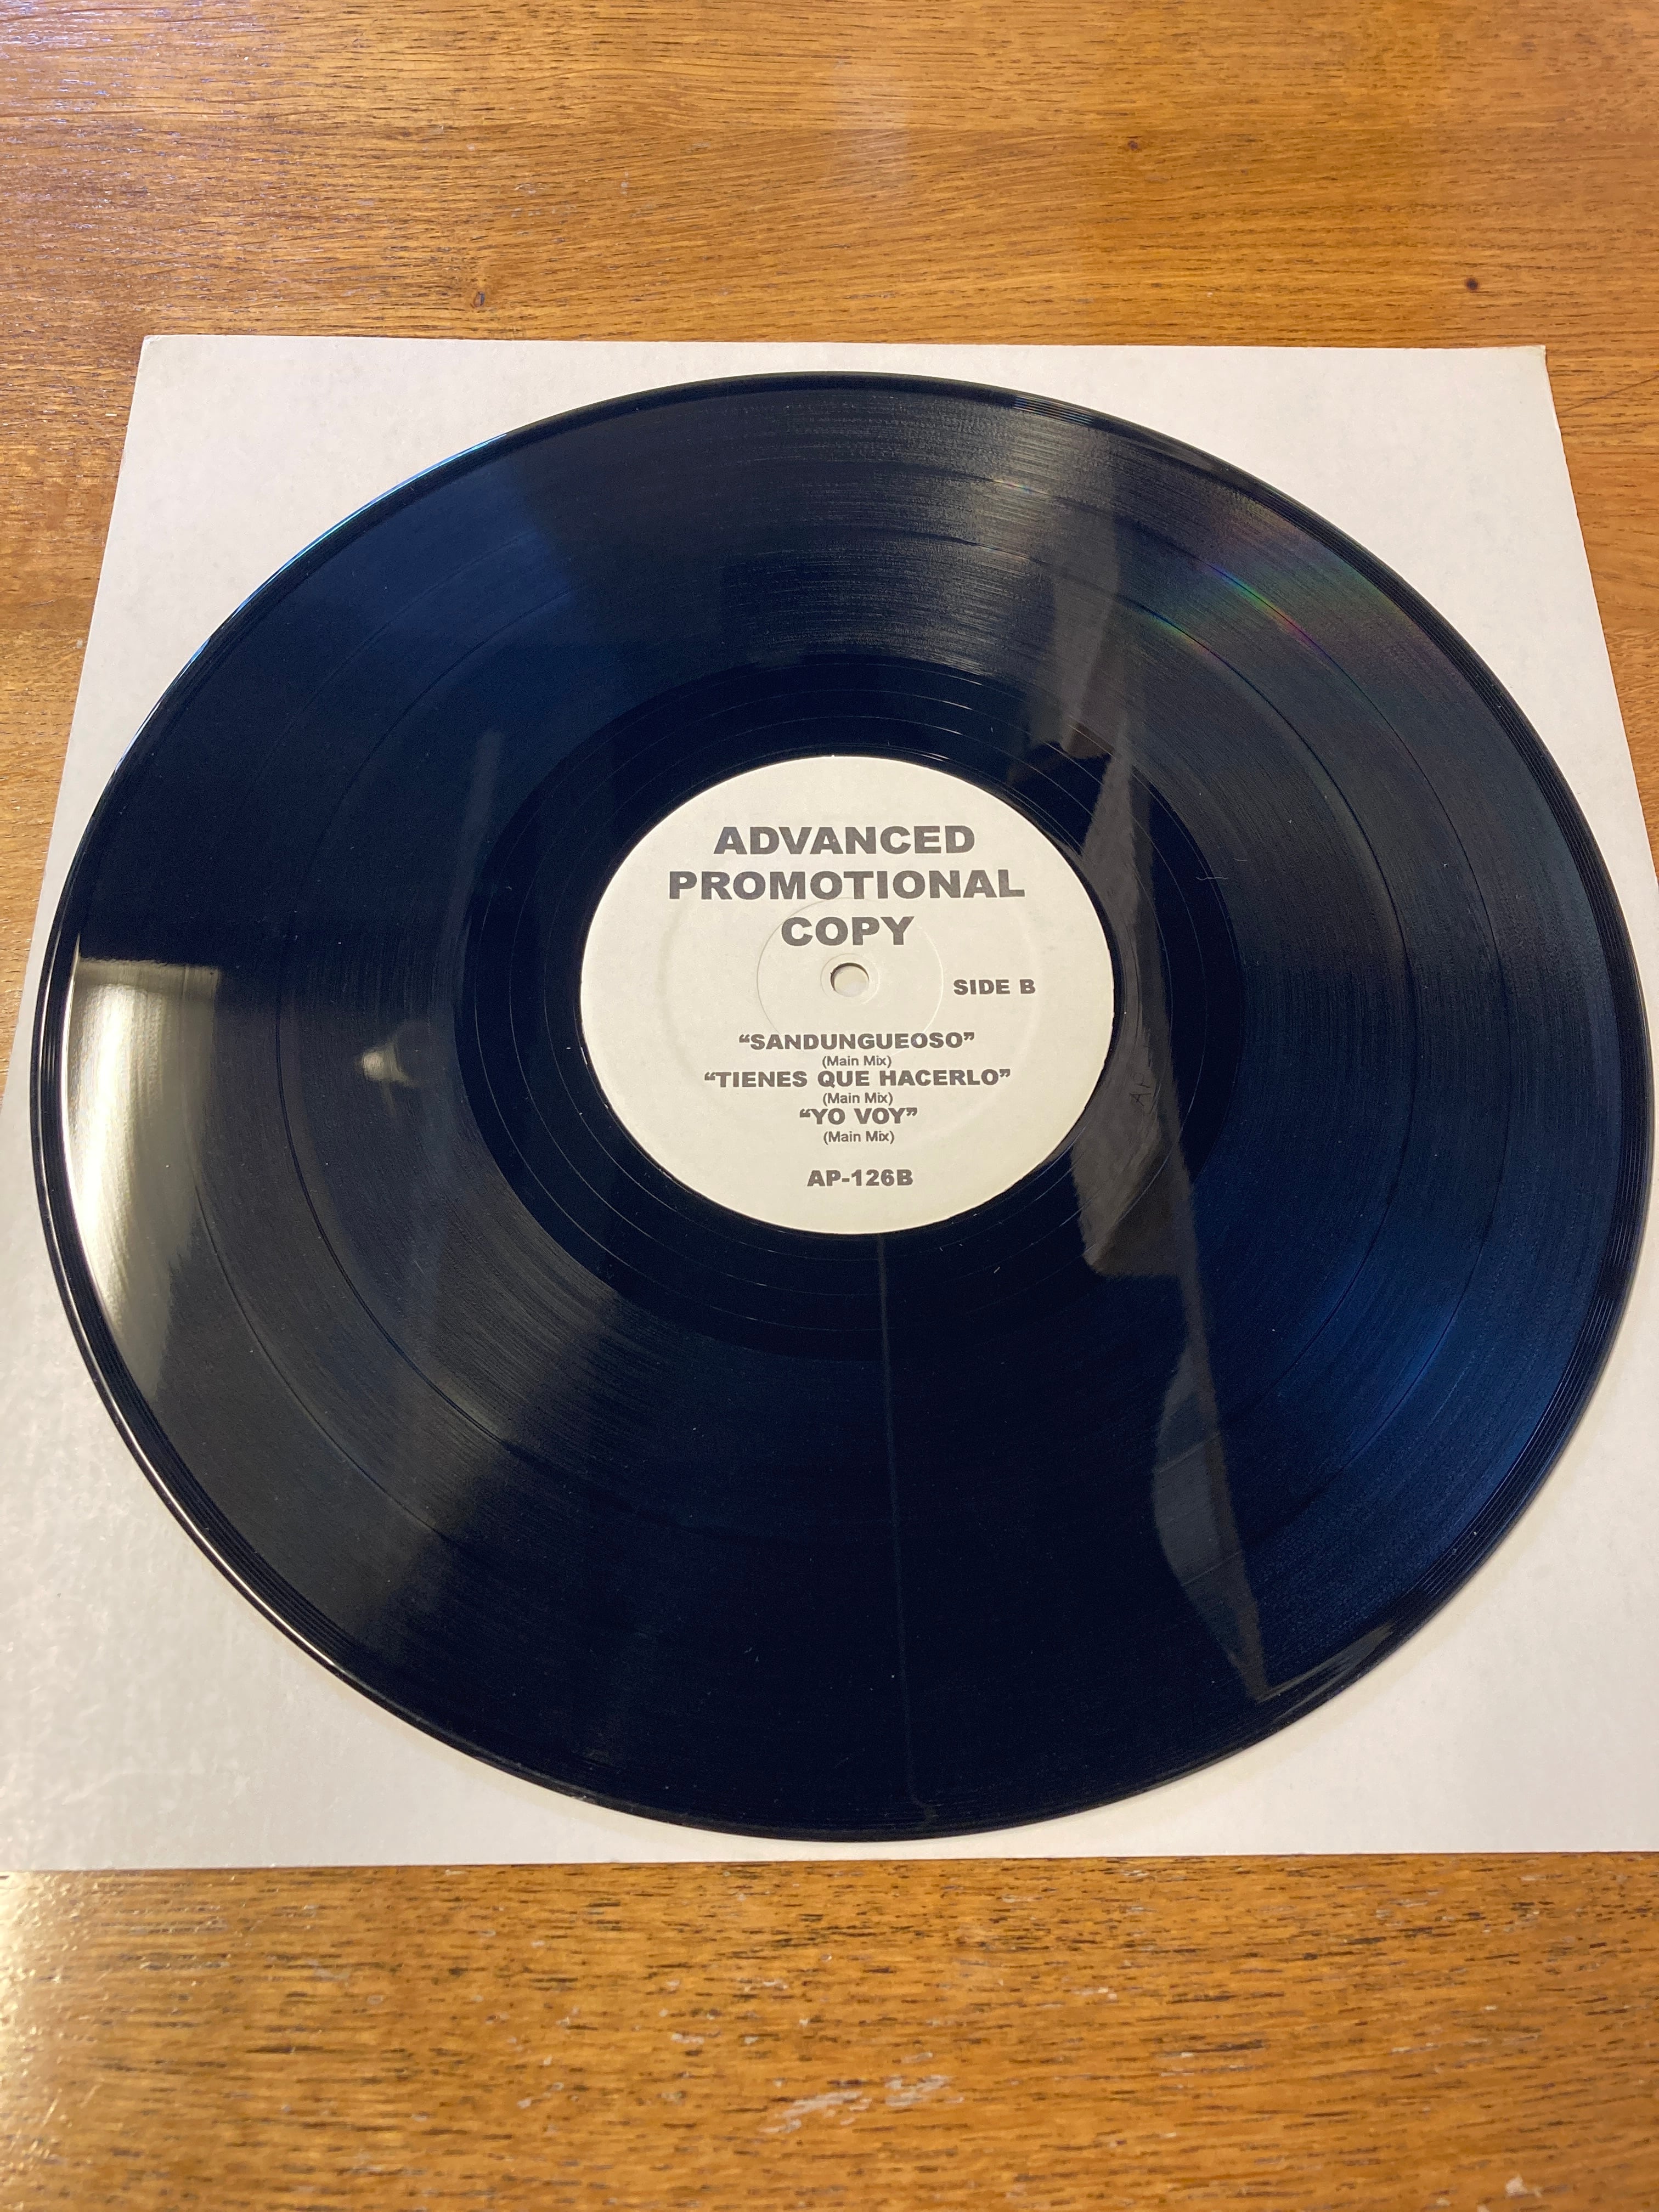 ADVANCED
PROMOTIONAL
COPY
SIDE B
“SANDUNGUEOSO”
(Main Mix)
“TIENES QUE HACERLO”
(Main Mix)
“YO VOY”
(Main Mix)
AP-126B